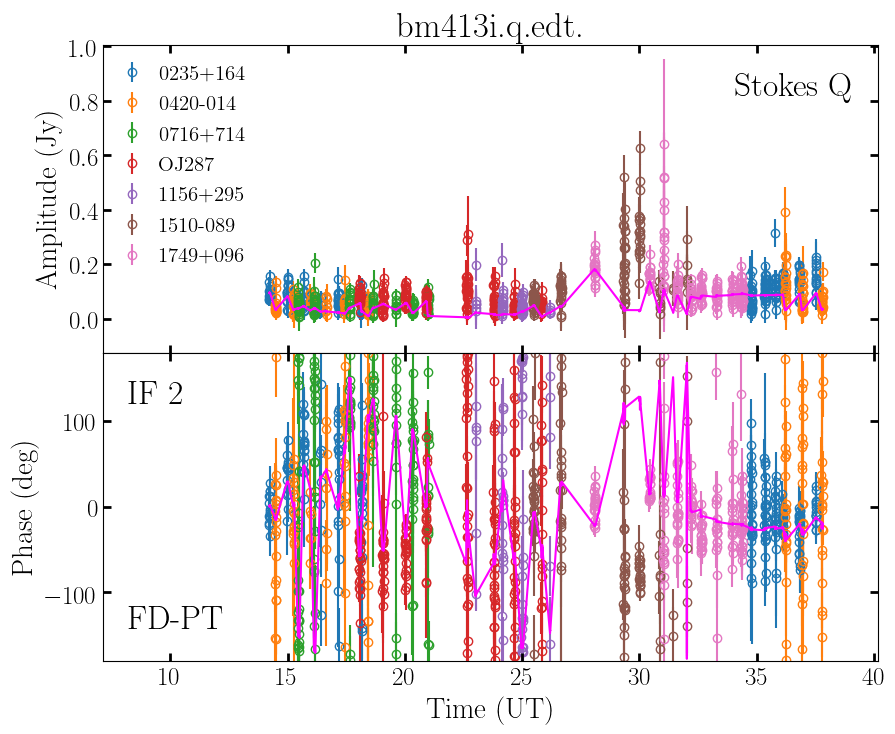 bm413i.q.edt.
1.0
0.8
0.6
0.4
0.2
0.0
Amplitude (Jy)
0235+164
0420-014
0716+714
OJ287
1156+295
1510-089
1749+096
Stokes Q
100
0
−100
Phase (deg)
IF 2
FD-PT
10 15 20 25 30 35 40
Time (UT)